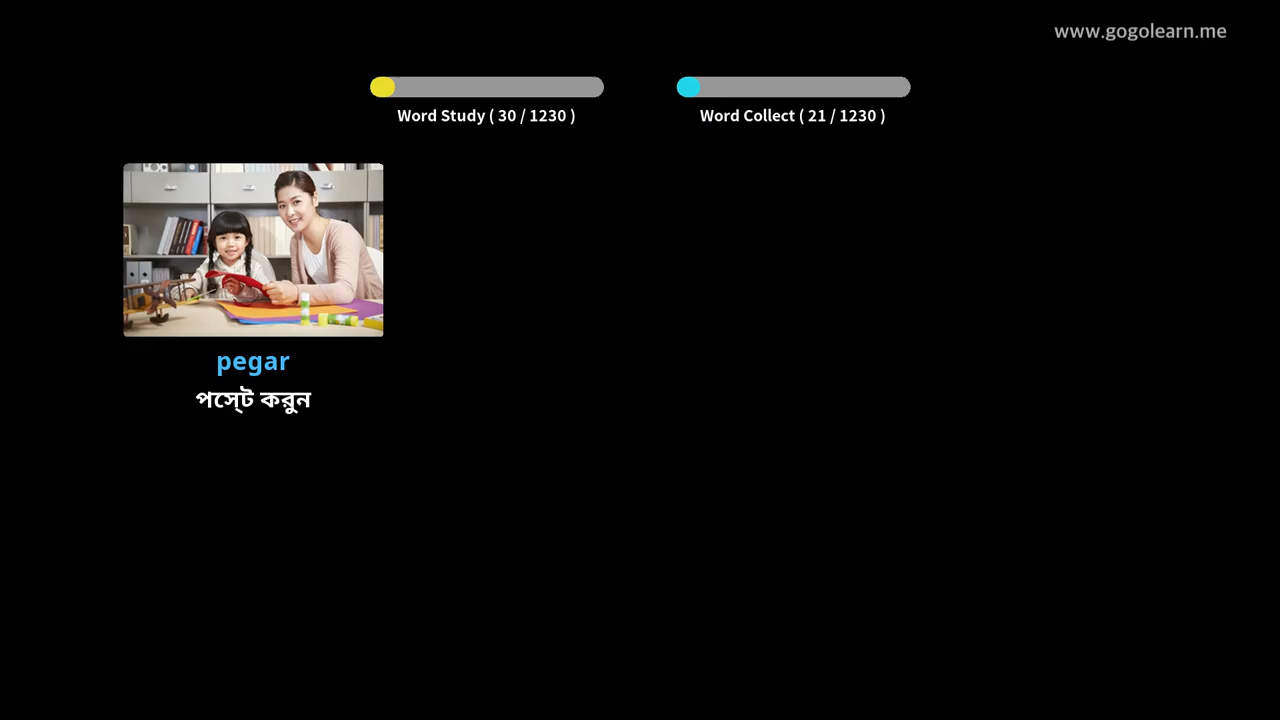 www.gogolearn.me
Word Study ( 30 / 1230 )
Word Collect ( 21 / 1230 )
pegar
পেস্ট করুন